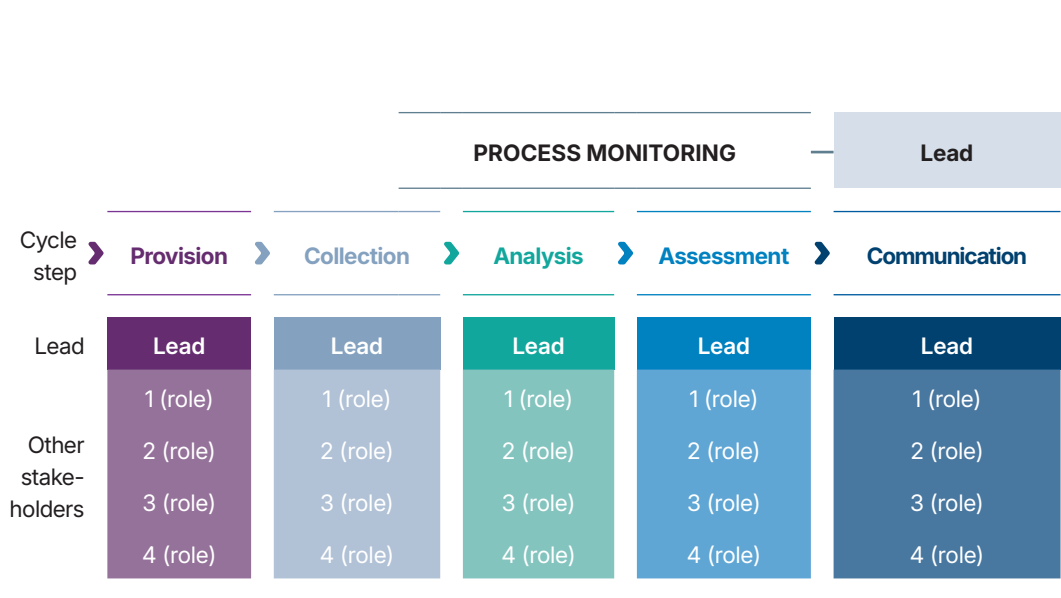 PROCESS MONITORING Lead
Cycle
step
Provision Collection Analysis Assessment Communication
Lead Lead Lead Lead Lead Lead
1 (role) 1 (role) 1 (role) 1 (role) 1 (role)
Other
stake-
holders
2 (role) 2 (role) 2 (role) 2 (role) 2 (role)
3 (role) 3 (role) 3 (role) 3 (role) 3 (role)
4 (role) 4 (role) 4 (role) 4 (role) 4 (role)